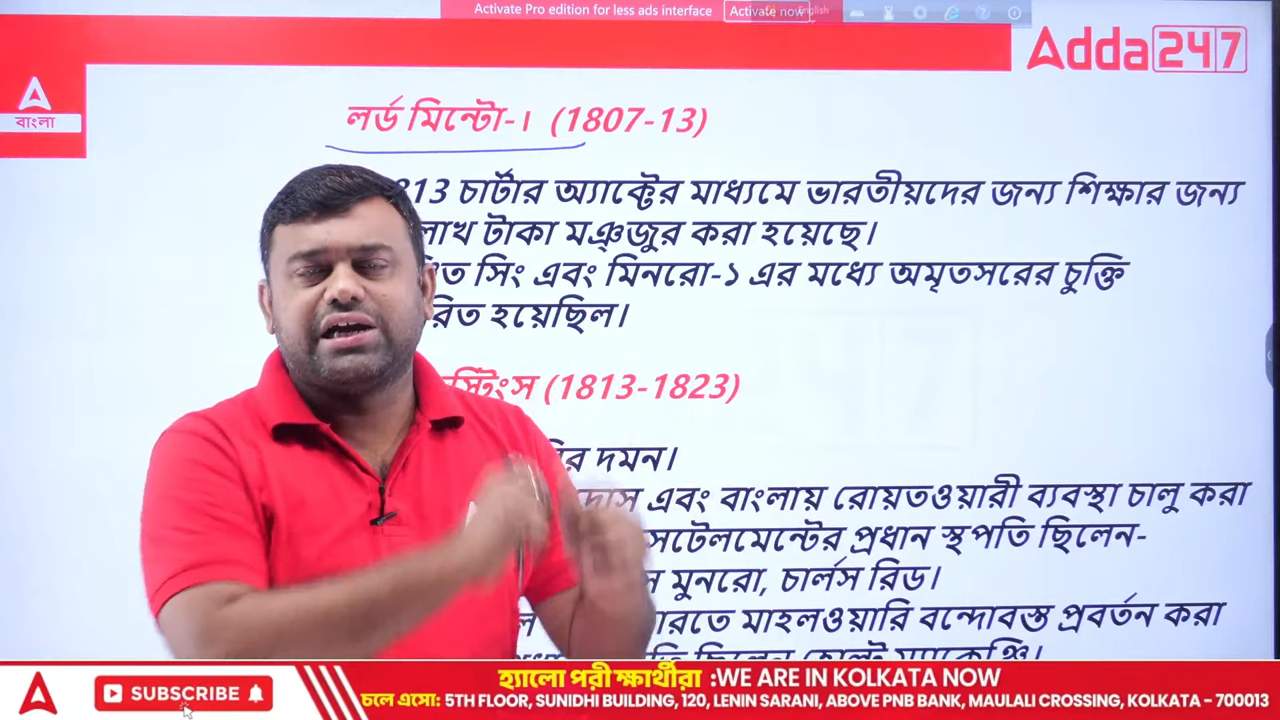 Activate Pro edition for less ads interface Activate now English
Adda 247
বাংলা
লর্ড মিন্টো-। (1807-13)
813 চার্টার অ্যাক্টের মাধ্যমে ভারতীয়দের জন্য শিক্ষার জন্য
লাখ টাকা মঞ্জুর করা হয়েছে।
সিং এবং মিনরো-১ এর মধ্যে অমৃতসরের চুক্তি
রিত হয়েছিল।
স্টিংস (1813-1823)
দমন।
এবং বাংলায় রোয়তওয়ারী ব্যবস্থা চালু করা
সেটেলমেন্টের প্রধান স্থপতি ছিলেন-
মুনরো, চার্লস রিড।
ারতে মাহলওয়ারি বন্দোবস্ত প্রবর্তন করা
ছিলেন হোল্ট ম্যাকেঞ্জি।
SUBSCRIBE
হ্যালো পরীক্ষার্থীরা :WE ARE IN KOLKATA NOW
চলে এসো: 5TH FLOOR, SUNIDHI BUILDING, 120, LENIN SARANI, ABOVE PNB BANK, MAULALI CROSSING, KOLKATA - 700013